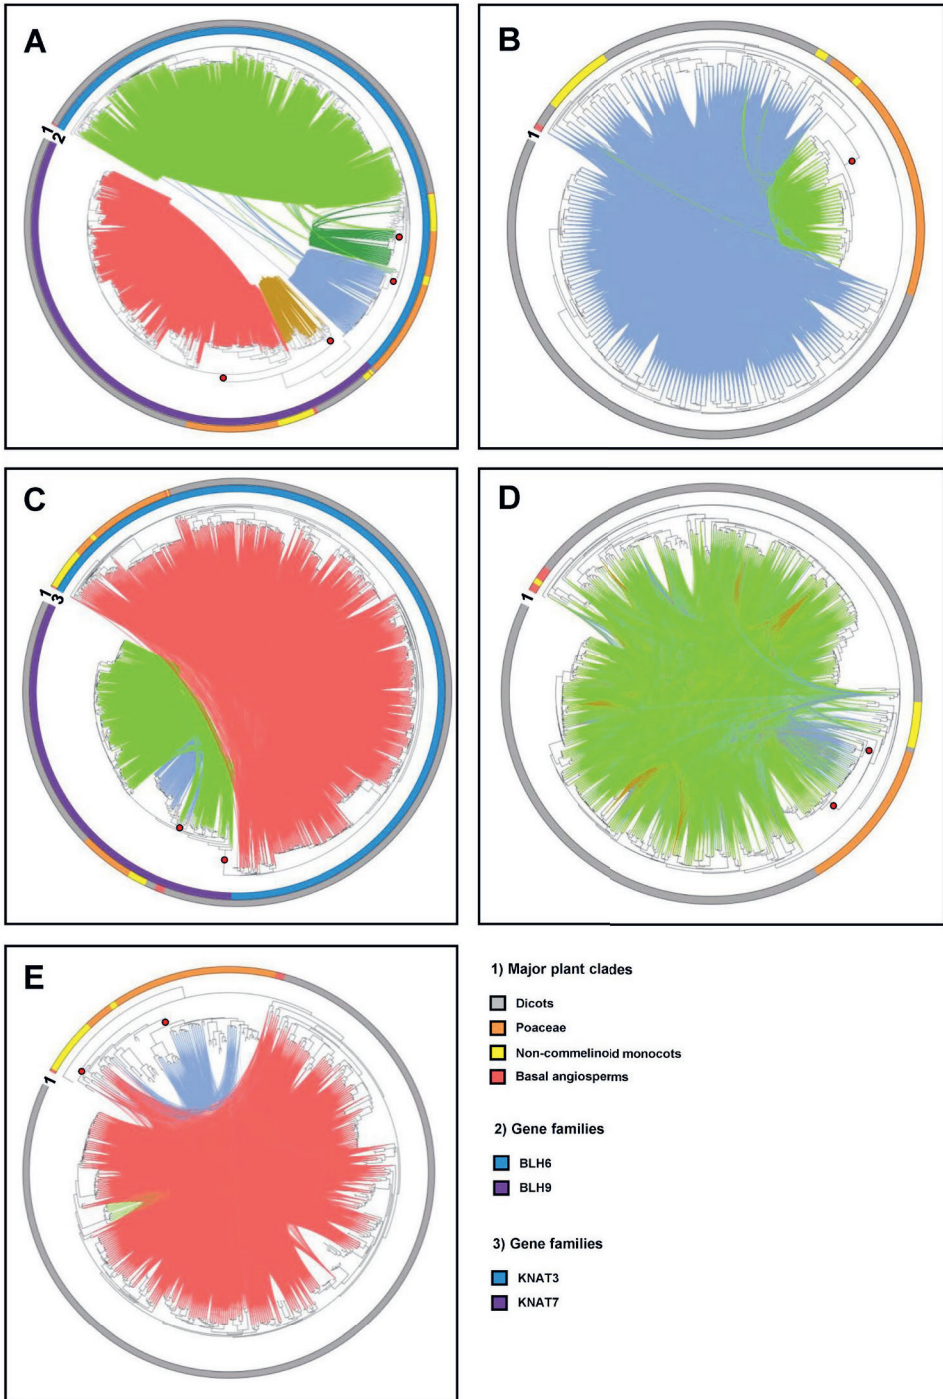 A
B
1
2
1
C
D
1
3
1
E
1
1) Major plant clades
Dicots
Poaceae
Non-commelinoid monocots
Basal angiosperms
2) Gene families
BLH6
BLH9
3) Gene families
KNAT3
KNAT7